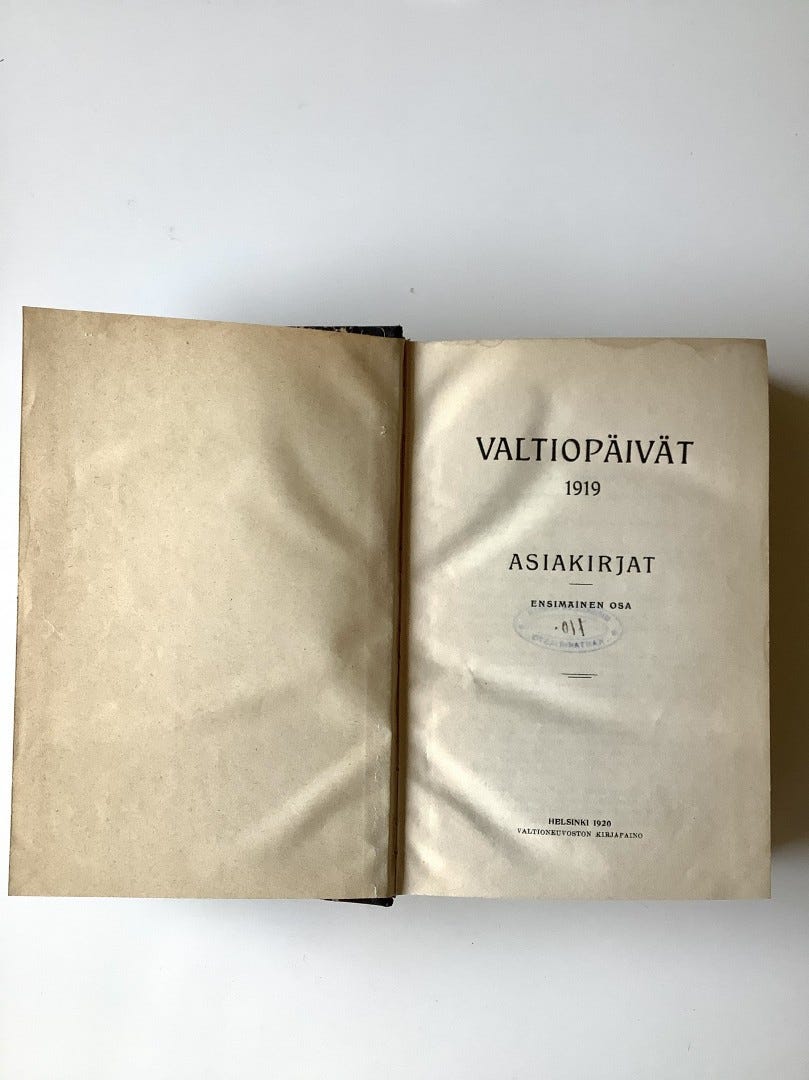 VALTIOPÄIVÄT
1919
ASIAKIRJAT
ENSIMAINEN OSA
HELSINKI 1920
VALTIONEUVOSTON KIRJAPAINO